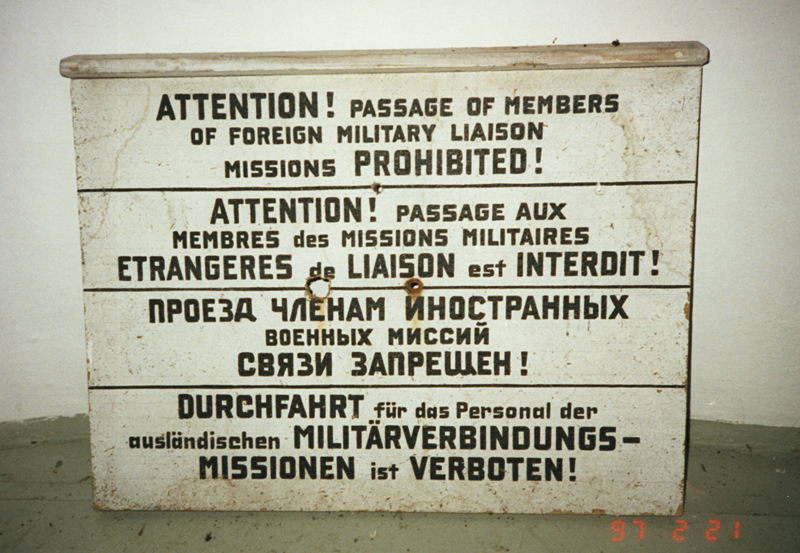 ATTENTION! PASSAGE OF MEMBERS
OF FOREIGN MILITARY LIAISON
MISSIONS PROHIBITED!
ATTENTION! PASSAGE AUX
MEMBRES des MISSIONS MILITAIRES
ETRANGERES de LIAISON est INTERDIT!
ПРОЕЗД ЧЛЕНАМ ИНОСТРАННЫХ
ВОЕННЫХ МИССИЙ
СВЯЗИ ЗАПРЕЩЕН!
DURCHFAHRT für das Personal der
ausländischen MILITÄRVERBINDUNGS-
MISSIONEN ist VERBOTEN!
97 2 21